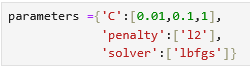 parameters ={'C':[0.01,0.1,1],
'penalty':['l2'],
'solver':['lbfgs']}